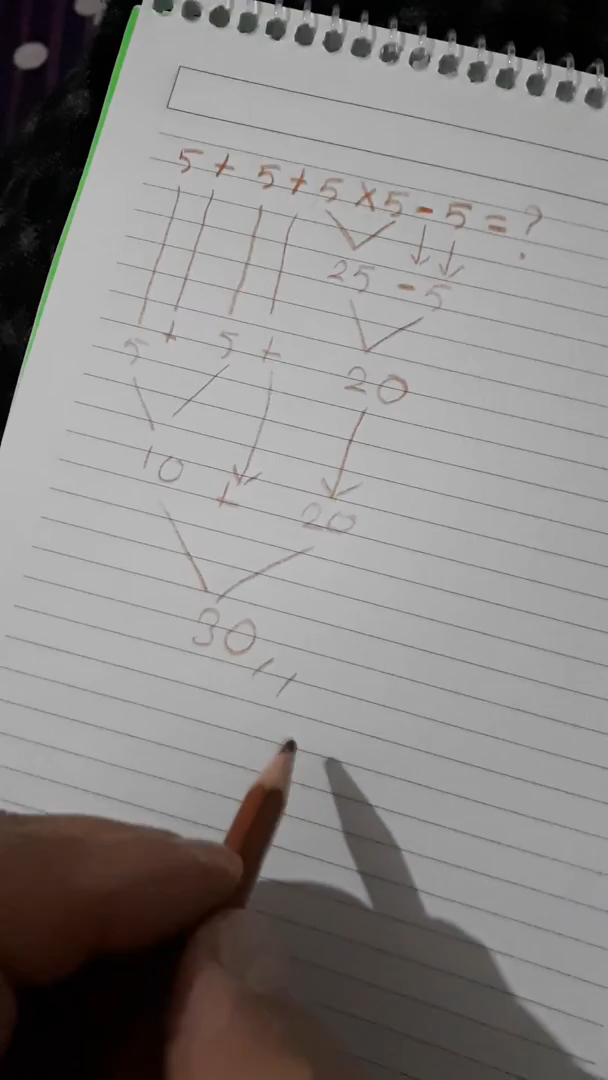 5 + 5 + 5 × 5 - 5 = ?
25 - 5
5 + 5 + 20
10 + 20
30,,